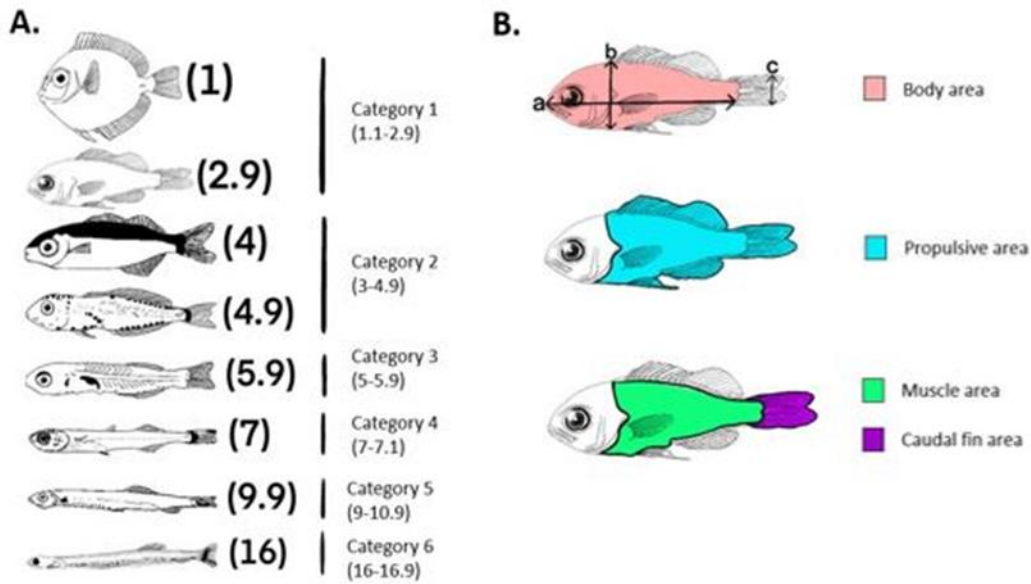 A.
(1)
(2.9)
(4)
(4.9)
(5.9)
(7)
(9.9)
(16)
Category 1
(1.1-2.9)
Category 2
(3-4.9)
Category 3
(5-5.9)
Category 4
(7-7.1)
Category 5
(9-10.9)
Category 6
(16-16.9)
B.
b
c
a
Body area
Propulsive area
Muscle area
Caudal fin area